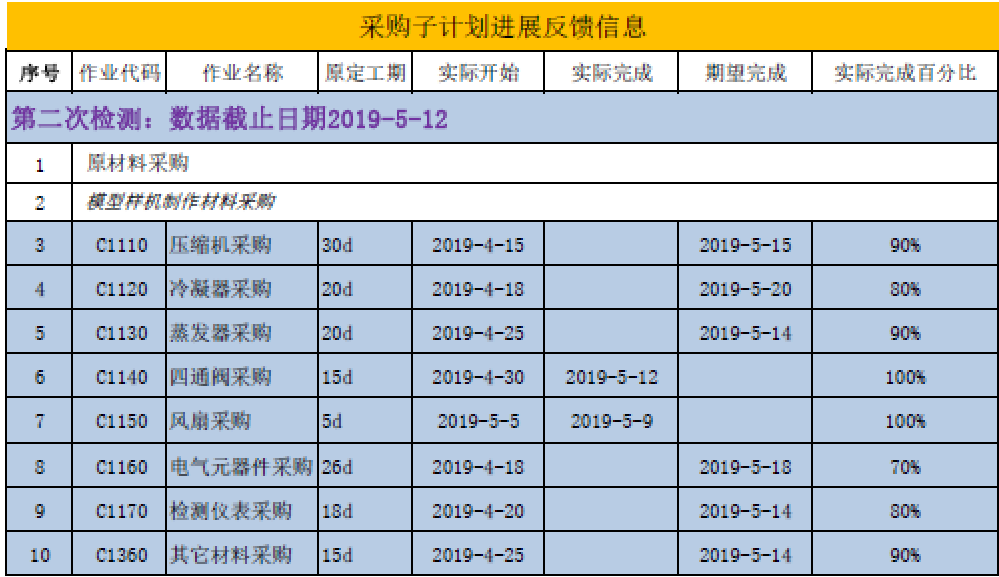 采购子计划进展反馈信息
序号 作业代码 作业名称 原定工期 实际开始 实际完成 期望完成 实际完成百分比
第二次检测：数据截止日期2019-5-12
1 原材料采购
2 模型样机制作材料采购
3 C1110 压缩机采购 30d 2019-4-15 2019-5-15 90%
4 C1120 冷凝器采购 20d 2019-4-18 2019-5-20 80%
5 C1130 蒸发器采购 20d 2019-4-25 2019-5-14 90%
6 C1140 四通阀采购 15d 2019-4-30 2019-5-12 100%
7 C1150 风扇采购 5d 2019-5-5 2019-5-9 100%
8 C1160 电气元器件采购 26d 2019-4-18 2019-5-18 70%
9 C1170 检测仪表采购 18d 2019-4-20 2019-5-14 80%
10 C1360 其它材料采购 15d 2019-4-25 2019-5-14 90%